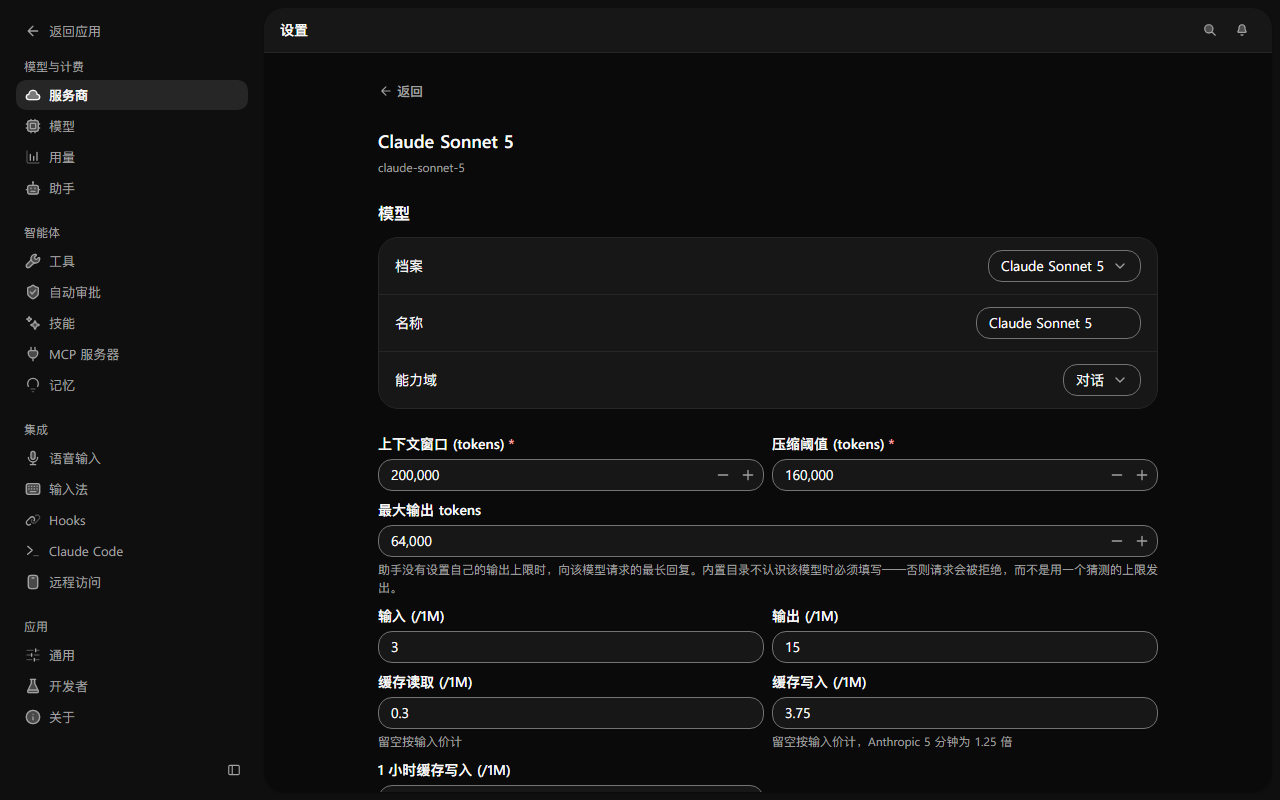 返回应用
模型与计费
服务商
模型
用量
助手
智能体
工具
自动审批
技能
MCP 服务器
记忆
集成
语音输入
输入法
Hooks
Claude Code
远程访问
应用
通用
开发者
关于
设置
返回
Claude Sonnet 5
claude-sonnet-5
模型
档案
Claude Sonnet 5
名称
Claude Sonnet 5
能力域
对话
上下文窗口 (tokens) *
压缩阈值 (tokens) *
200,000
160,000
最大输出 tokens
64,000
助手没有设置自己的输出上限时，向该模型请求的最长回复。内置目录不认识该模型时必须填写——否则请求会被拒绝，而不是用一个猜测的上限发
出。
输入 (/1M)
输出 (/1M)
3
15
缓存读取 (/1M)
缓存写入 (/1M)
0.3
3.75
留空按输入价计
留空按输入价计，Anthropic 5 分钟为 1.25 倍
1 小时缓存写入 (/1M)